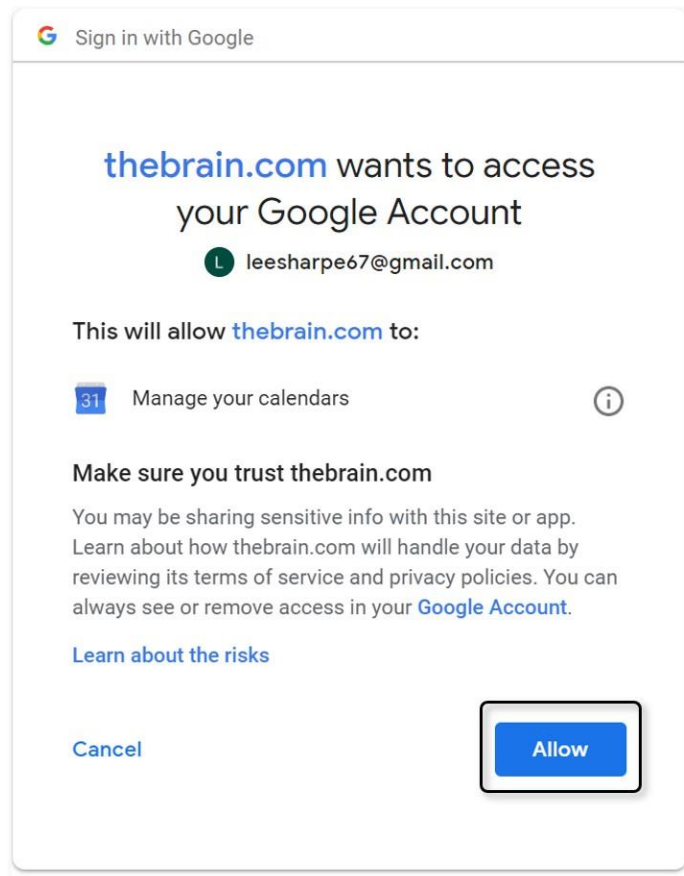 Sign in with Google
thebrain.com wants to access
your Google Account
L leesharpe67@gmail.com
This will allow thebrain.com to:
31 Manage your calendars
Make sure you trust thebrain.com
You may be sharing sensitive info with this site or app.
Learn about how thebrain.com will handle your data by
reviewing its terms of service and privacy policies. You can
always see or remove access in your Google Account.
Learn about the risks
Cancel Allow